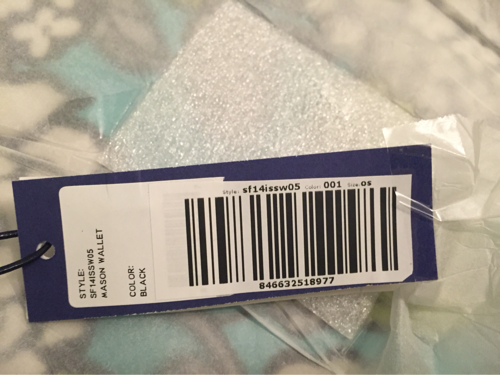 STYLE:
SF14ISSW05
MASON WALLET
COLOR:
BLACK
Style: sf14issw05 Color: 001 Size: os
846632518977